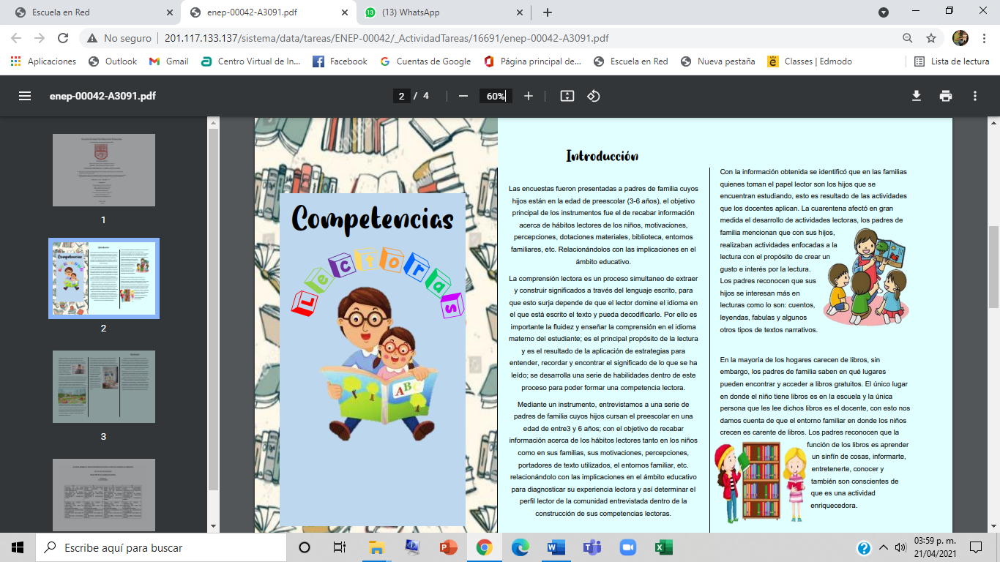 Escuela en Red
enep-00042-A3091.pdf
13
(13) WhatsApp
No seguro
201.117.133.137/sistema/data/tareas/ENEP-00042/_ActividadTareas/16691/enep-00042-A3091.pdf
Aplicaciones
Outlook
Gmail
Centro Virtual de In...
Facebook
Cuentas de Google
Página principal de...
Escuela en Red
Nueva pestaña
Classes | Edmodo
Lista de lectura
enep-00042-A3091.pdf
2 / 4
60%
1
2
3
Competencias
Lectoras
ABC
Introducción
Las encuestas fueron presentadas a padres de familia cuyos
hijos están en la edad de preescolar (3-6 años), el objetivo
principal de los instrumentos fue el de recabar información
acerca de hábitos lectores de los niños, motivaciones,
percepciones, dotaciones materiales, biblioteca, entornos
familiares, etc. Relacionándolos con las implicaciones en el
ámbito educativo.
La comprensión lectora es un proceso simultaneo de extraer
y construir significados a través del lenguaje escrito, para
que esto surja depende de que el lector domine el idioma en
el que está escrito el texto y pueda decodificarlo. Por ello es
importante la fluidez y enseñar la comprensión en el idioma
materno del estudiante; es el principal propósito de la lectura
y es el resultado de la aplicación de estrategias para
entender, recordar y encontrar el significado de lo que se ha
leído; se desarrolla una serie de habilidades dentro de este
proceso para poder formar una competencia lectora.
Mediante un instrumento, entrevistamos a una serie de
padres de familia cuyos hijos cursan el preescolar en una
edad de entre3 y 6 años; con el objetivo de recabar
información acerca de los hábitos lectores tanto en los niños
como en sus familias, sus motivaciones, percepciones,
portadores de texto utilizados, el entornos familiar, etc.
relacionándolo con las implicaciones en el ámbito educativo
para diagnosticar su experiencia lectora y así determinar el
perfil lector de la comunidad entrevistada dentro de la
construcción de sus competencias lectoras.
Con la información obtenida se identificó que en las familias
quienes toman el papel lector son los hijos que se
encuentran estudiando, esto es resultado de las actividades
que los docentes aplican. La cuarentena afectó en gran
medida el desarrollo de actividades lectoras, los padres de
familia mencionan que con sus hijos,
realizaban actividades enfocadas a la
lectura con el propósito de crear un
gusto e interés por la lectura.
Los padres reconocen que sus
hijos se interesan más en
lecturas como lo son: cuentos,
leyendas, fabulas y algunos
otros tipos de textos narrativos.
En la mayoría de los hogares carecen de libros, sin
embargo, los padres de familia saben en qué lugares
pueden encontrar y acceder a libros gratuitos. El único lugar
en donde el niño tiene libros es en la escuela y la única
persona que les lee dichos libros es el docente, con esto nos
damos cuenta de que el entorno familiar en donde los niños
crecen es carente de libros. Los padres reconocen que la
función de los libros es aprender
un sinfín de cosas, informarte,
entretenerte, conocer y
también son conscientes de
que es una actividad
enriquecedora.
Escribe aquí para buscar
03:59 p. m.
21/04/2021